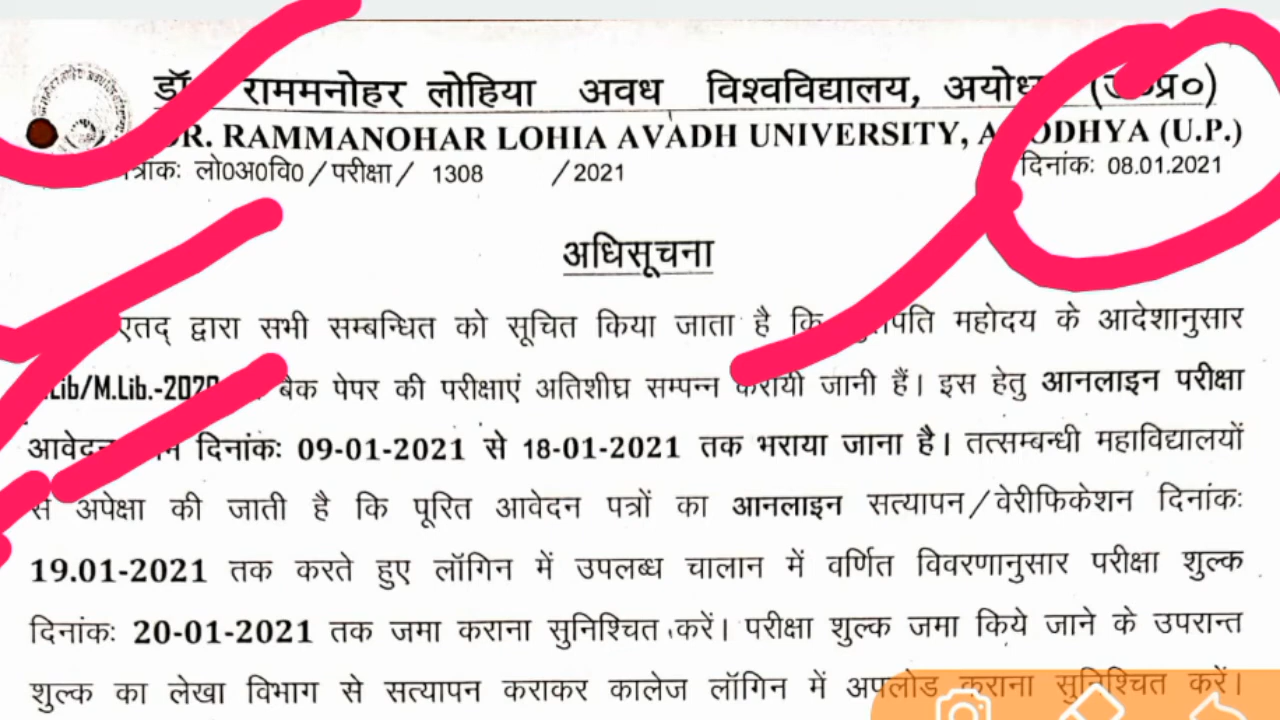 डॉ राममनोहर लोहिया अवध विश्वविद्यालय, (उ०प्र०)
RAMMANOHAR LOHIA AVADH UNIVERSITY, (U.P.)
लो0अ0वि0 / परीक्षा / 1308 / 2021 दिनांकः 08.01.2021
अधिसूचना
एतद् द्वारा सभी सम्बन्धित को सूचित किया जाता है कि महोदय के आदेशानुसार
बैक पेपर की परीक्षाएं अतिशीघ्र सम्पन्न करायी जानी हैं। इस हेतु आनलाइन परीक्षा
दिनांकः 09-01-2021 से 18-01-2021 तक भराया जाना है। तत्सम्बन्धी महाविद्यालयों
से अपेक्षा की जाती है कि पूरित आवेदन पत्रों का आनलाइन सत्यापन/वेरीफिकेशन दिनांकः
19.01-2021 तक करते हुए लॉगिन में उपलब्ध चालान में वर्णित विवरणानुसार परीक्षा शुल्क
दिनांकः 20-01-2021 तक जमा कराना सुनिश्चित करें। परीक्षा शुल्क जमा किये जाने के उपरान्त
शुल्क का लेखा विभाग से सत्यापन कराकर कालेज लॉगिन में अपलोड कराना सुनिश्चित करें।